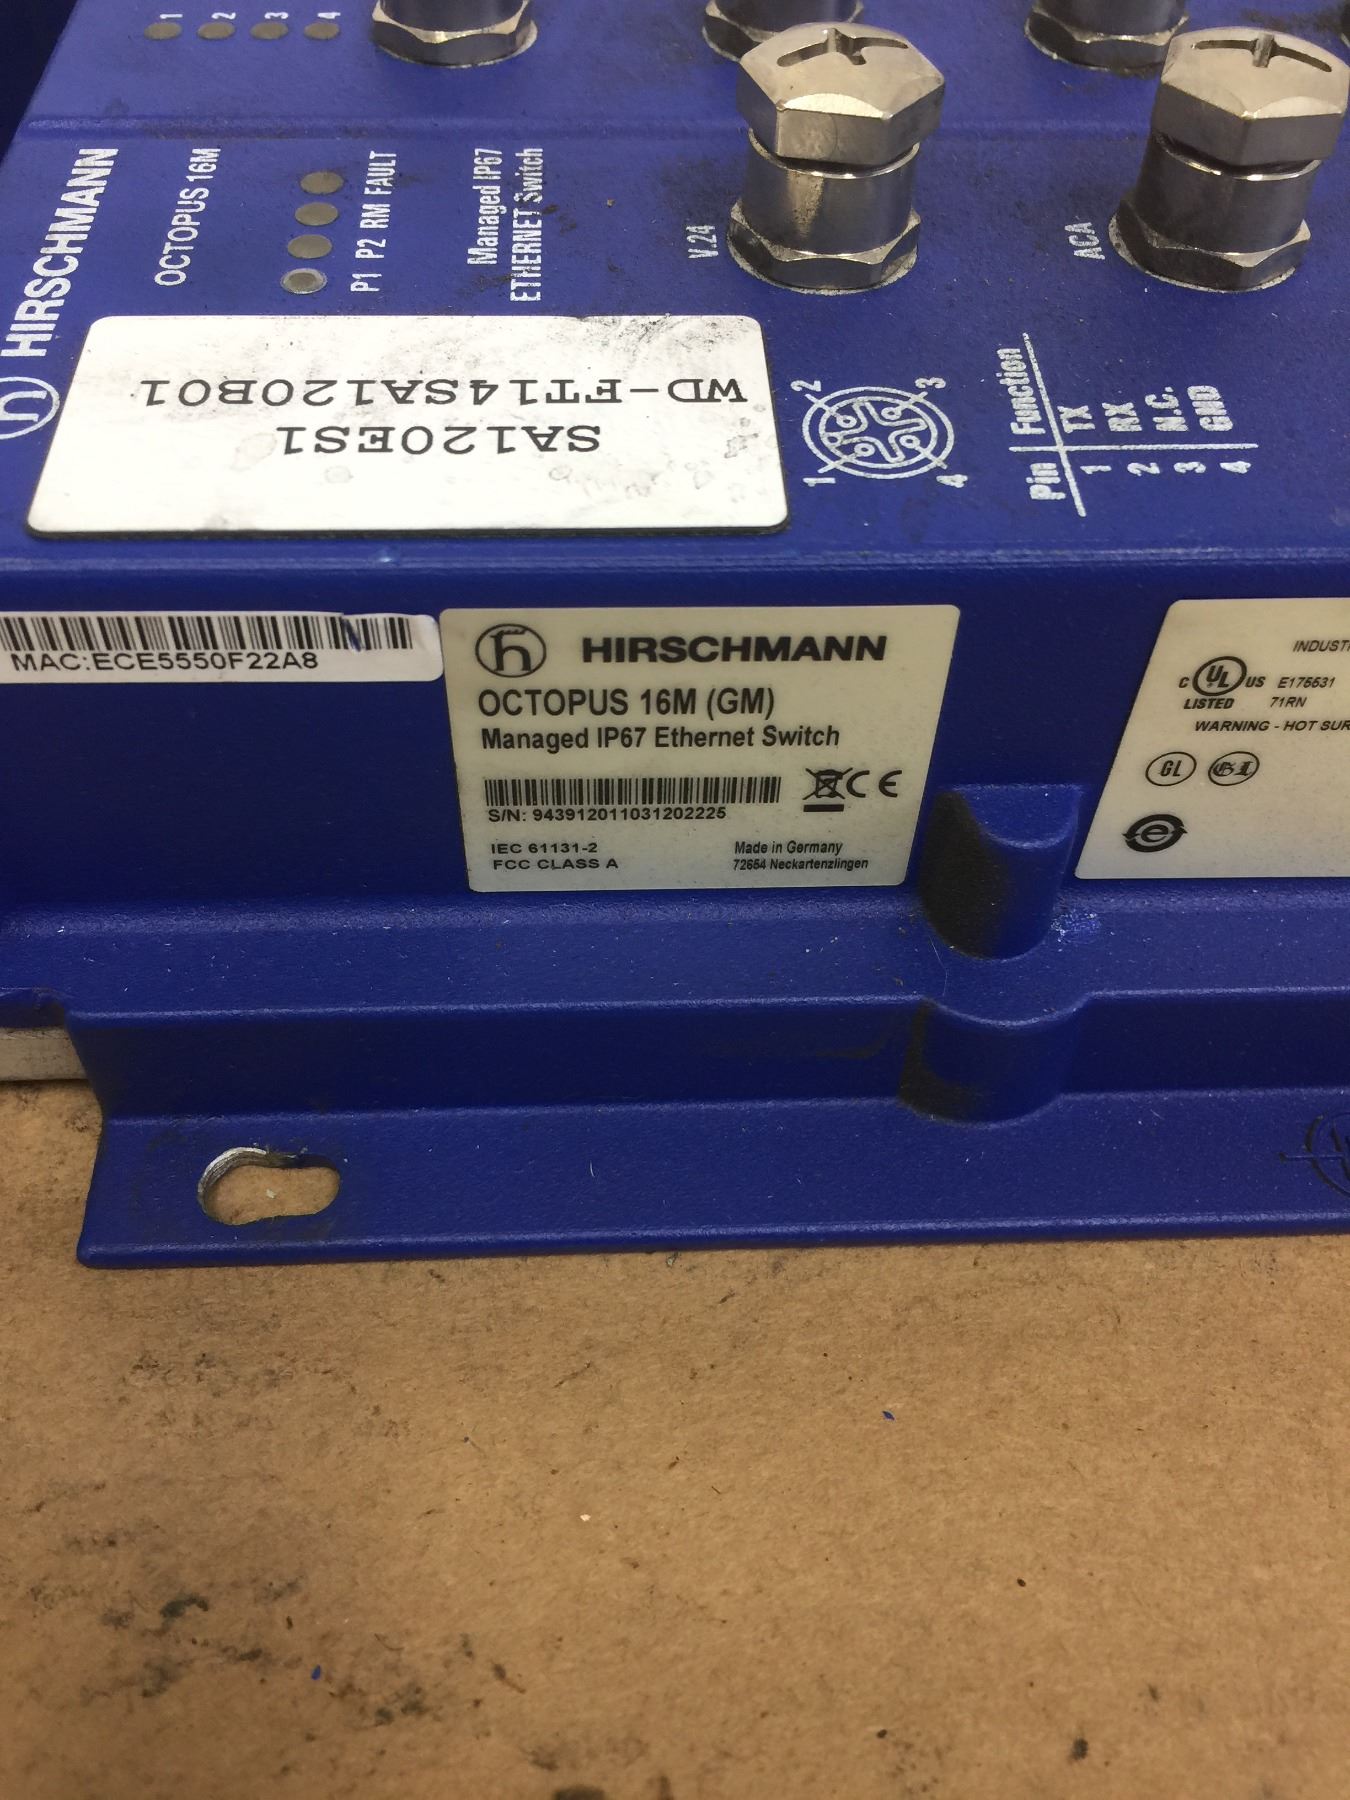 1 2 3 4
HIRSCHMANN
OCTOPUS 16M
P1 P2 RM FAULT
Managed IP67
ETHERNET Switch
V.24
ACA
WD-FT14SA120B01
SA120ES1
1 2 3 4
Pin Function
1 TX
2 RX
3 N.C.
4 GND
MAC:ECE5550F22A8
HIRSCHMANN
OCTOPUS 16M (GM)
Managed IP67 Ethernet Switch
S/N: 943912011031202225
CE
IEC 61131-2
FCC CLASS A
Made in Germany
72654 Neckartenzlingen
C UL US E175531
LISTED 71RN
WARNING - HOT
GL